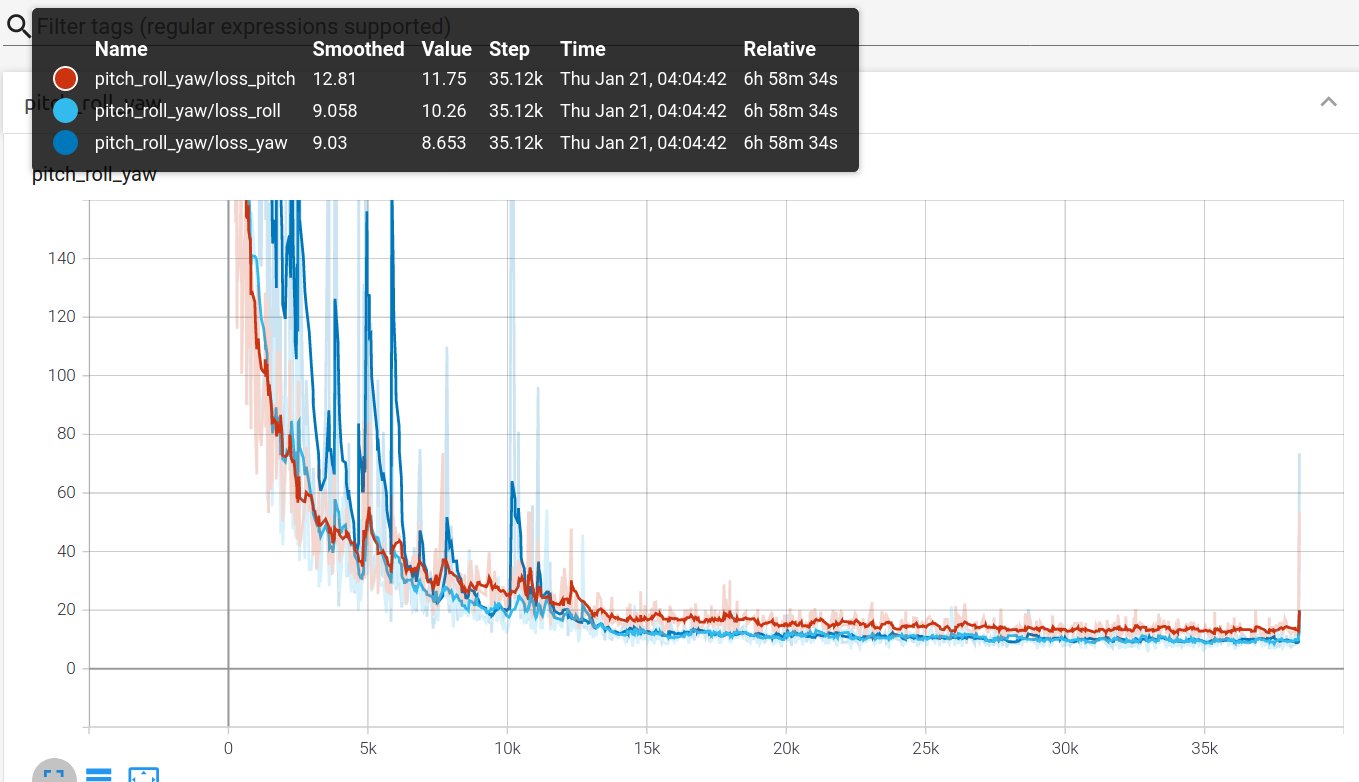 Filter tags (regular expressions supported)
Name Smoothed Value Step Time Relative
pitch_roll_yaw/loss_pitch 12.81 11.75 35.12k Thu Jan 21, 04:04:42 6h 58m 34s
pitch_roll_yaw
pitch_roll_yaw/loss_roll 9.058 10.26 35.12k Thu Jan 21, 04:04:42 6h 58m 34s
pitch_roll_yaw/loss_yaw 9.03 8.653 35.12k Thu Jan 21, 04:04:42 6h 58m 34s
pitch_roll_yaw
140
120
100
80
60
40
20
0
0 5k 10k 15k 20k 25k 30k 35k